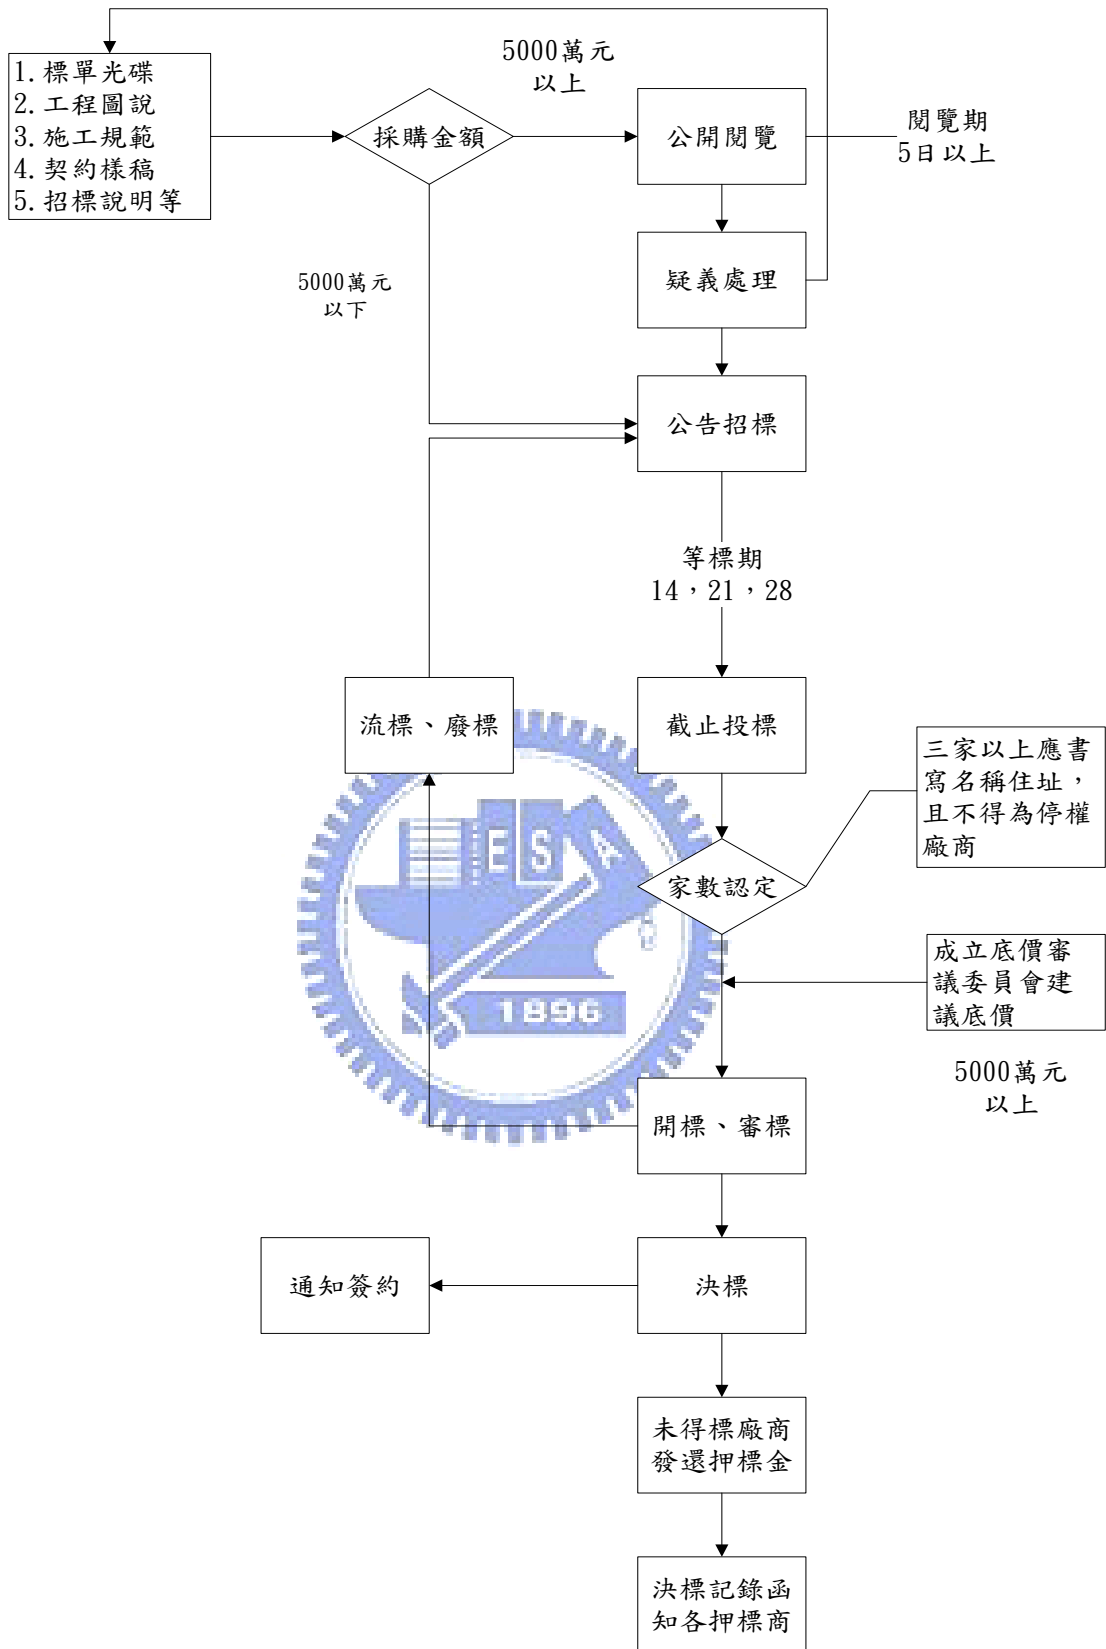 1.標單光碟
2.工程圖說
3.施工規範
4.契約樣稿
5.招標說明等
採購金額
5000萬元
以上
公開閱覽
閱覽期
5日以上
疑義處理
5000萬元
以下
公告招標
等標期
14，21，28
流標、廢標
截止投標
三家以上應書
寫名稱住址，
且不得為停權
廠商
家數認定
E S A
1896
成立底價審
議委員會建
議底價
5000萬元
以上
開標、審標
通知簽約
決標
未得標廠商
發還押標金
決標記錄函
知各押標商